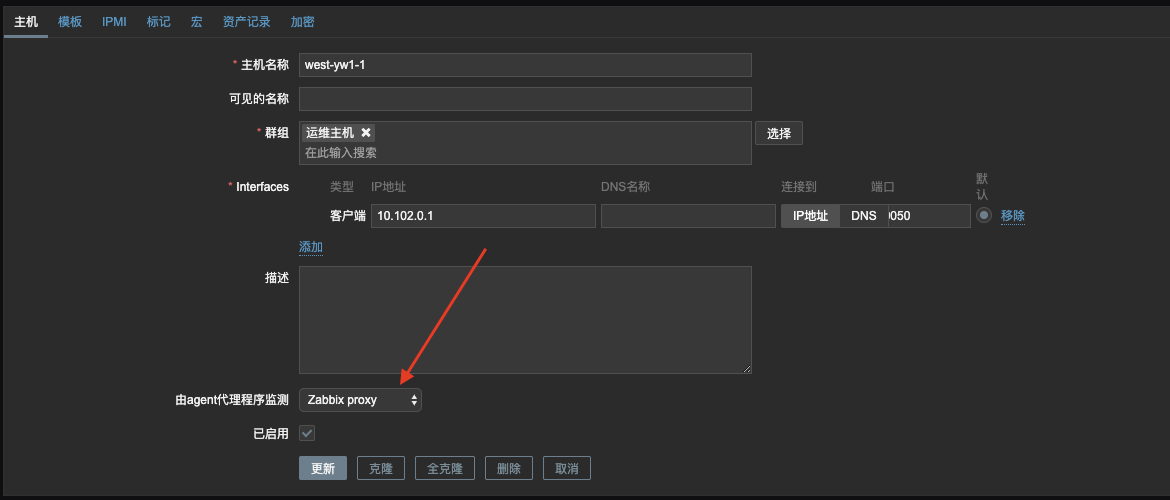 主机 模板 IPMI 标记 宏 资产记录 加密
* 主机名称 west-yw1-1
可见的名称
* 群组 运维主机 ✖ 选择
在此输入搜索
* Interfaces 类型 IP地址 DNS名称 连接到 端口 默认
客户端 10.102.0.1 IP地址 DNS 050 移除
添加
描述
由agent代理程序监测 Zabbix proxy
已启用
更新 克隆 全克隆 删除 取消